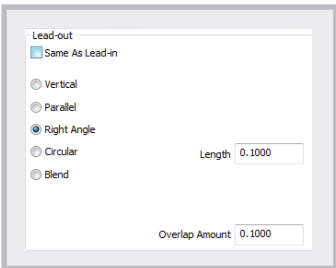 Lead-out
Same As Lead-in
Vertical
Parallel
Right Angle
Circular Length 0.1000
Blend
Overlap Amount 0.1000